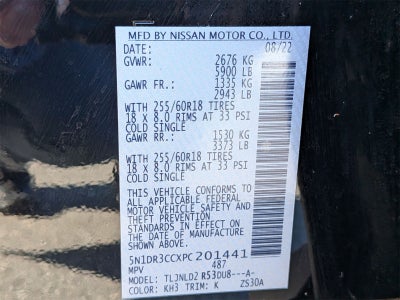 MFD BY NISSAN MOTOR CO., LTD.
DATE: 08/22
GVWR: 2676 KG
5900 LB
GAWR FR.: 1335 KG
2943 LB
WITH 255/60R18 TIRES
18 x 8.0 RIMS AT 33 PSI
COLD SINGLE
GAWR RR.: 1530 KG
3373 LB
WITH 255/60R18 TIRES
18 x 8.0 RIMS AT 33 PSI
COLD SINGLE
THIS VEHICLE CONFORMS TO
ALL APPLICABLE FEDERAL
MOTOR VEHICLE SAFETY AND
THEFT PREVENTION
STANDARDS IN EFFECT ON
THE DATE OF MANUFACTURE
SHOWN ABOVE.
5N1DR3CCXPC201441
MPV 487
TLJNLD2 R53DU8---A-
COLOR: KH3 TRIM: K ZS30A